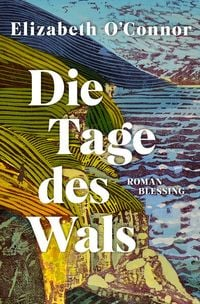 Elizabeth O'Connor
Die
Tage
des
Wals
ROMAN
BLESSING